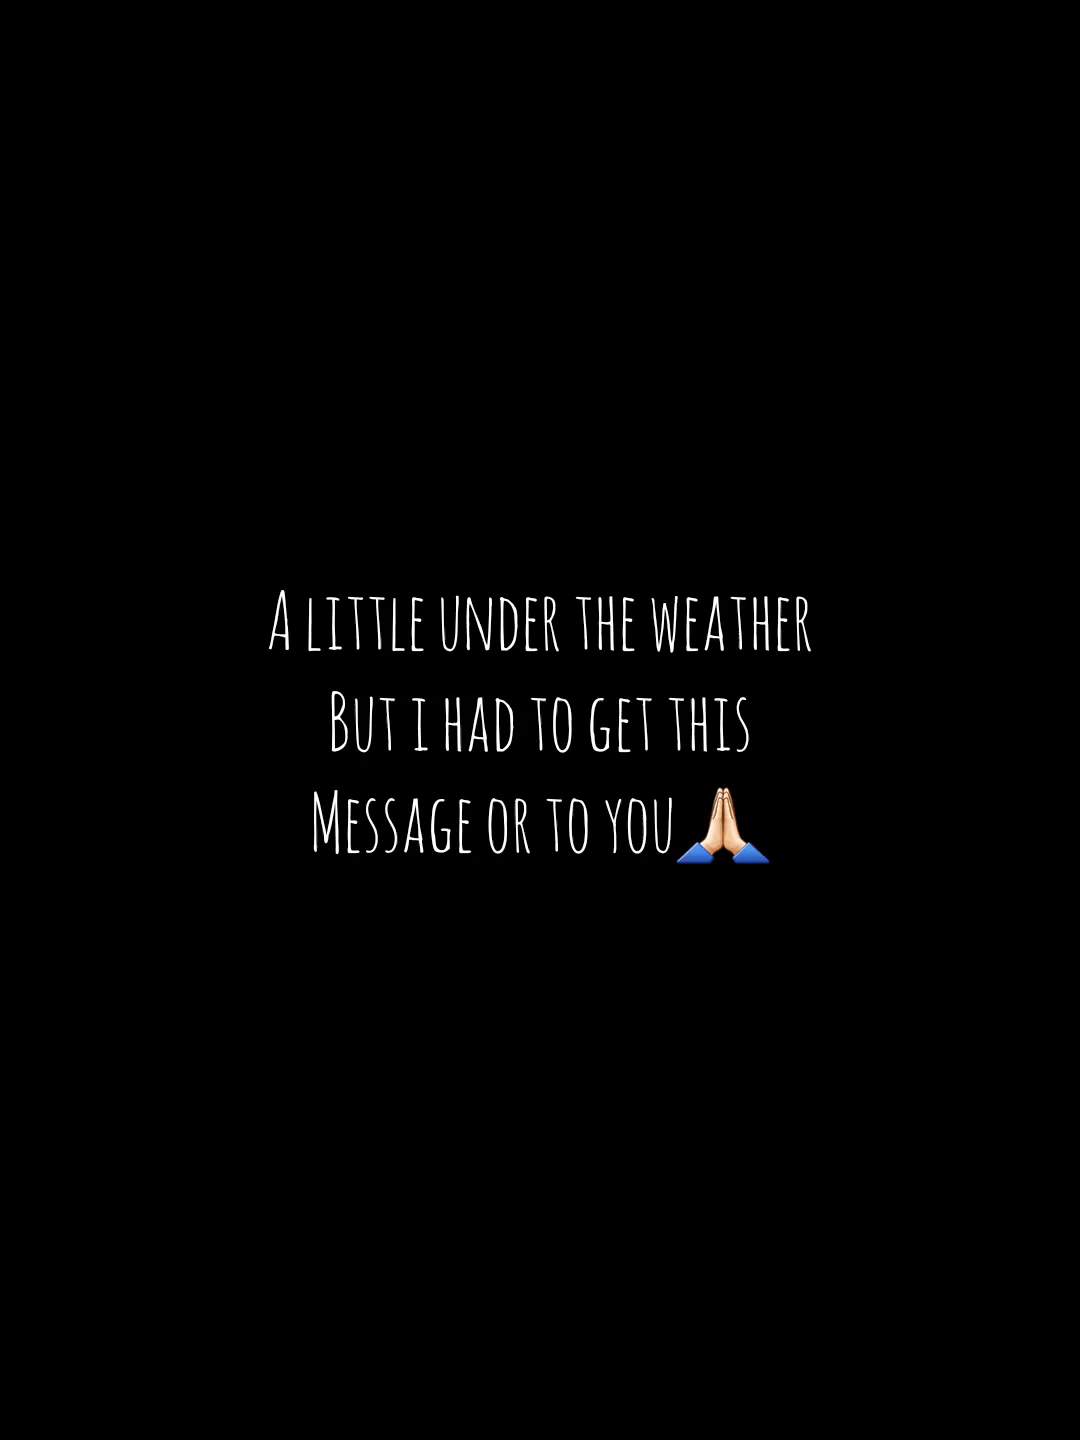 A little under the weather
But i had to get this
Message or to you🙏🏻